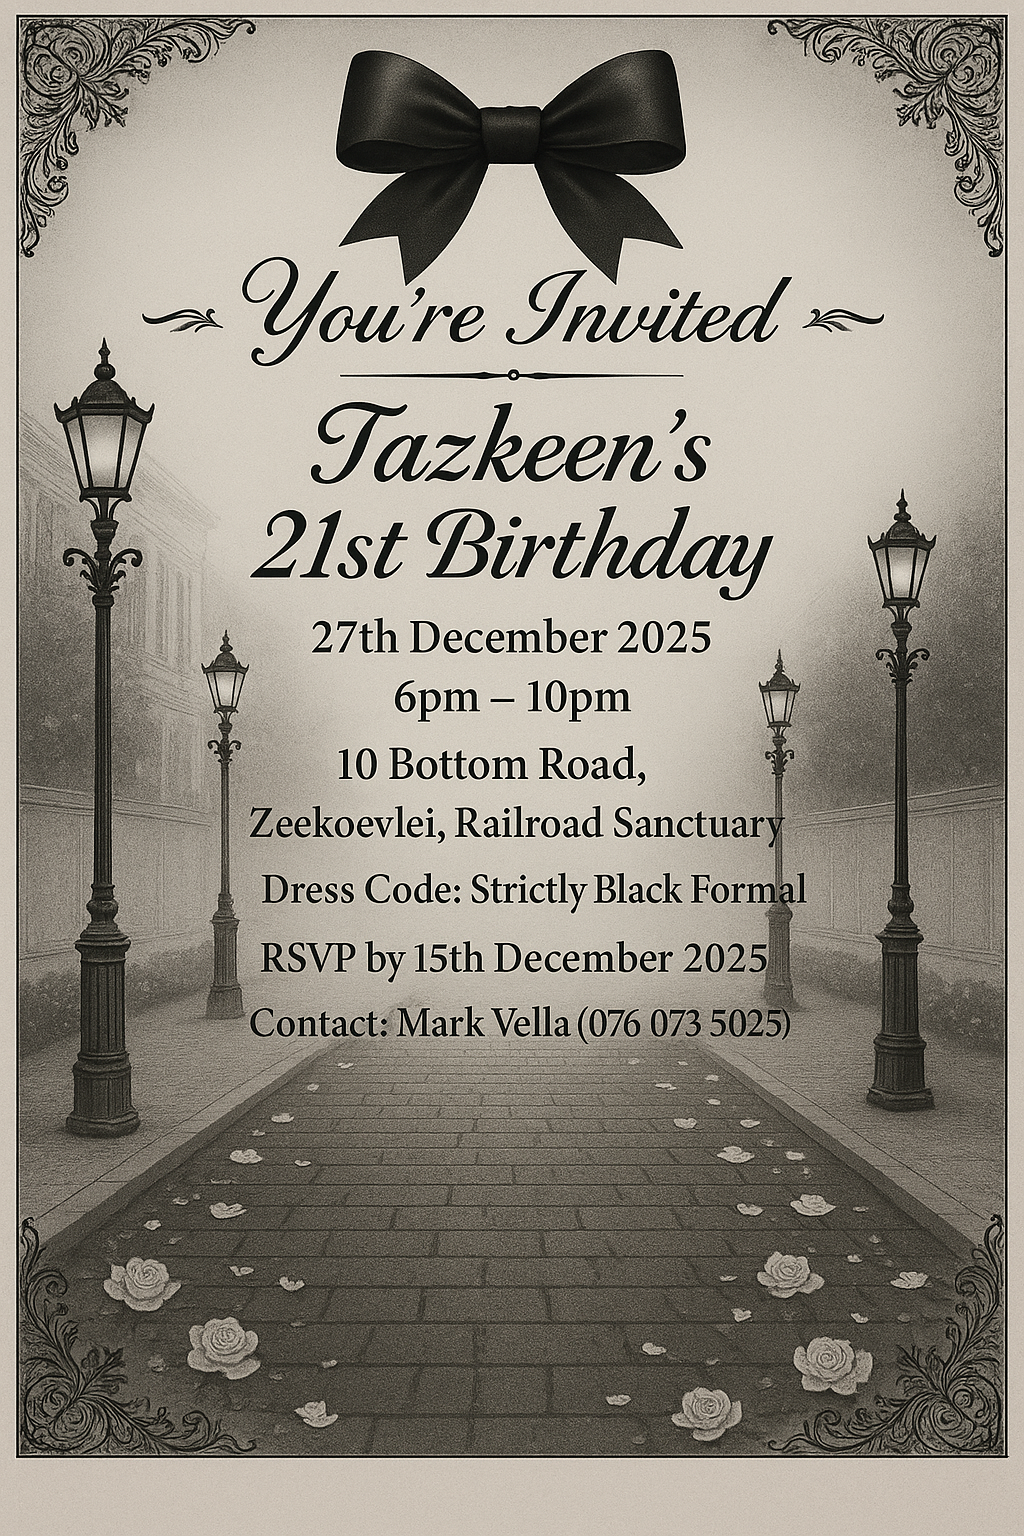 You're Invited
Tazkeen's
21st Birthday
27th December 2025
6pm – 10pm
10 Bottom Road,
Zeekoevlei, Railroad Sanctuary
Dress Code: Strictly Black Formal
RSVP by 15th December 2025
Contact: Mark Vella (076 073 5025)